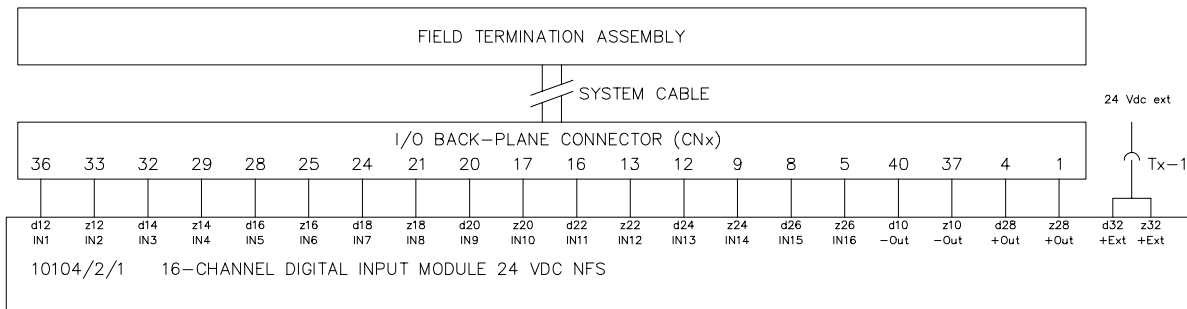 FIELD TERMINATION ASSEMBLY
SYSTEM CABLE
24 Vdc ext
I/O BACK-PLANE CONNECTOR (CNx)
36 33 32 29 28 25 24 21 20 17 16 13 12 9 8 5 40 37 4 1
Tx-1
d12 z12 d14 z14 d16 z16 d18 z18 d20 z20 d22 z22 d24 z24 d26 z26 d10 z10 d28 z28 d32 z32
IN1 IN2 IN3 IN4 IN5 IN6 IN7 IN8 IN9 IN10 IN11 IN12 IN13 IN14 IN15 IN16 -Out -Out +Out +Out +Ext +Ext
10104/2/1 16-CHANNEL DIGITAL INPUT MODULE 24 VDC NFS